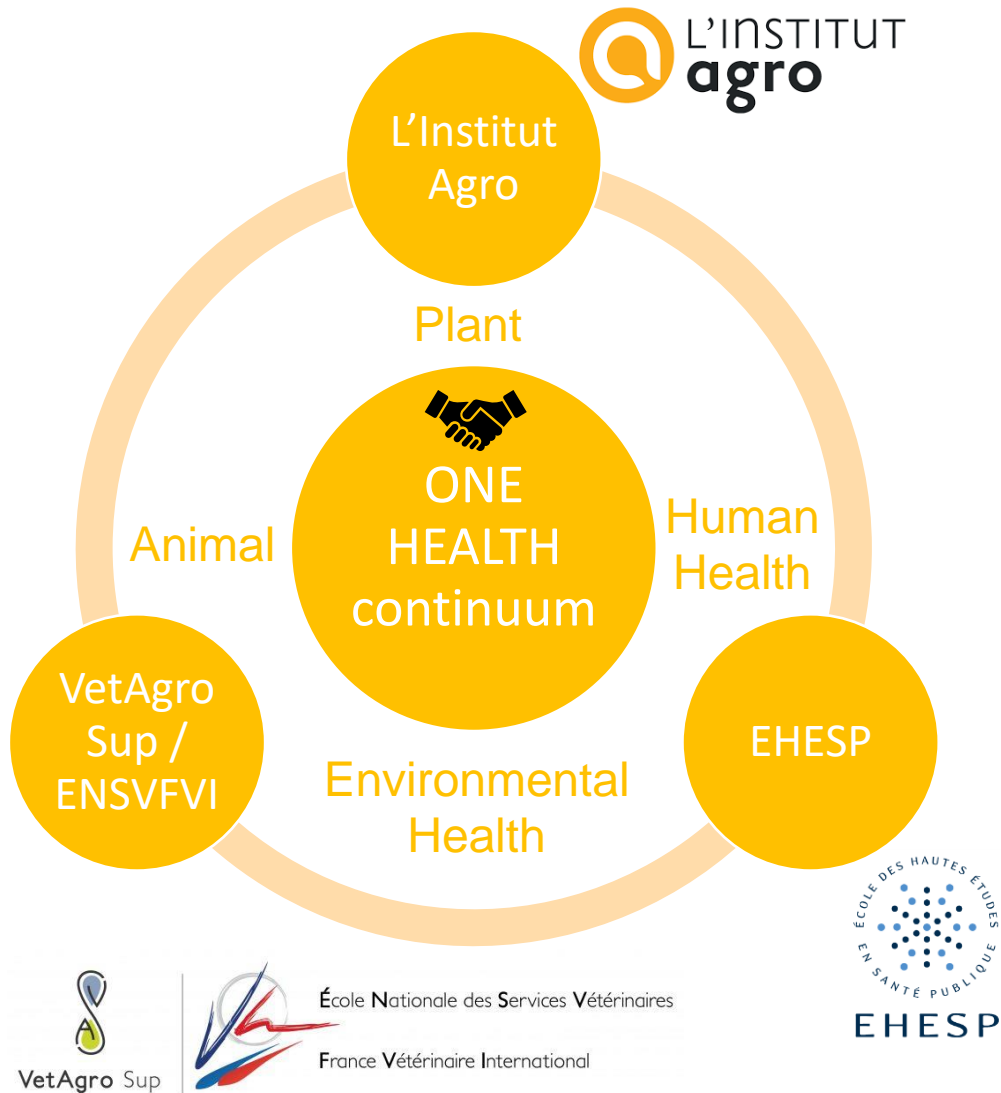 L'INSTITUT
agro
L'Institut
Agro
Plant
ONE
HEALTH
continuum
Animal
Human
Health
VetAgro
Sup /
ENSVFVI
EHESP
Environmental
Health
ÉCOLE DES HAUTES ÉTUDES
EN SANTÉ PUBLIQUE
EHESP
VetAgro Sup
École Nationale des Services Vétérinaires
France Vétérinaire International